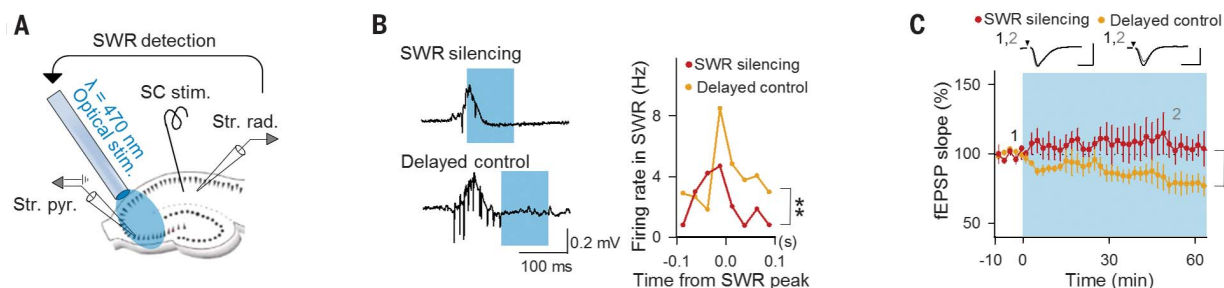 A
SWR detection
λ = 470 nm
Optical stim.
SC stim.
Str. rad.
Str. pyr.
B
SWR silencing
Delayed control
0.2 mV
100 ms
SWR silencing
Delayed control
Firing rate in SWR (Hz)
8
4
0
**
(s)
-0.1 0.0 0.1
Time from SWR peak
C
SWR silencing Delayed control
1,2 1,2
fEPSP slope (%)
150
100
50
1
2
-10 0 30 60
Time (min)